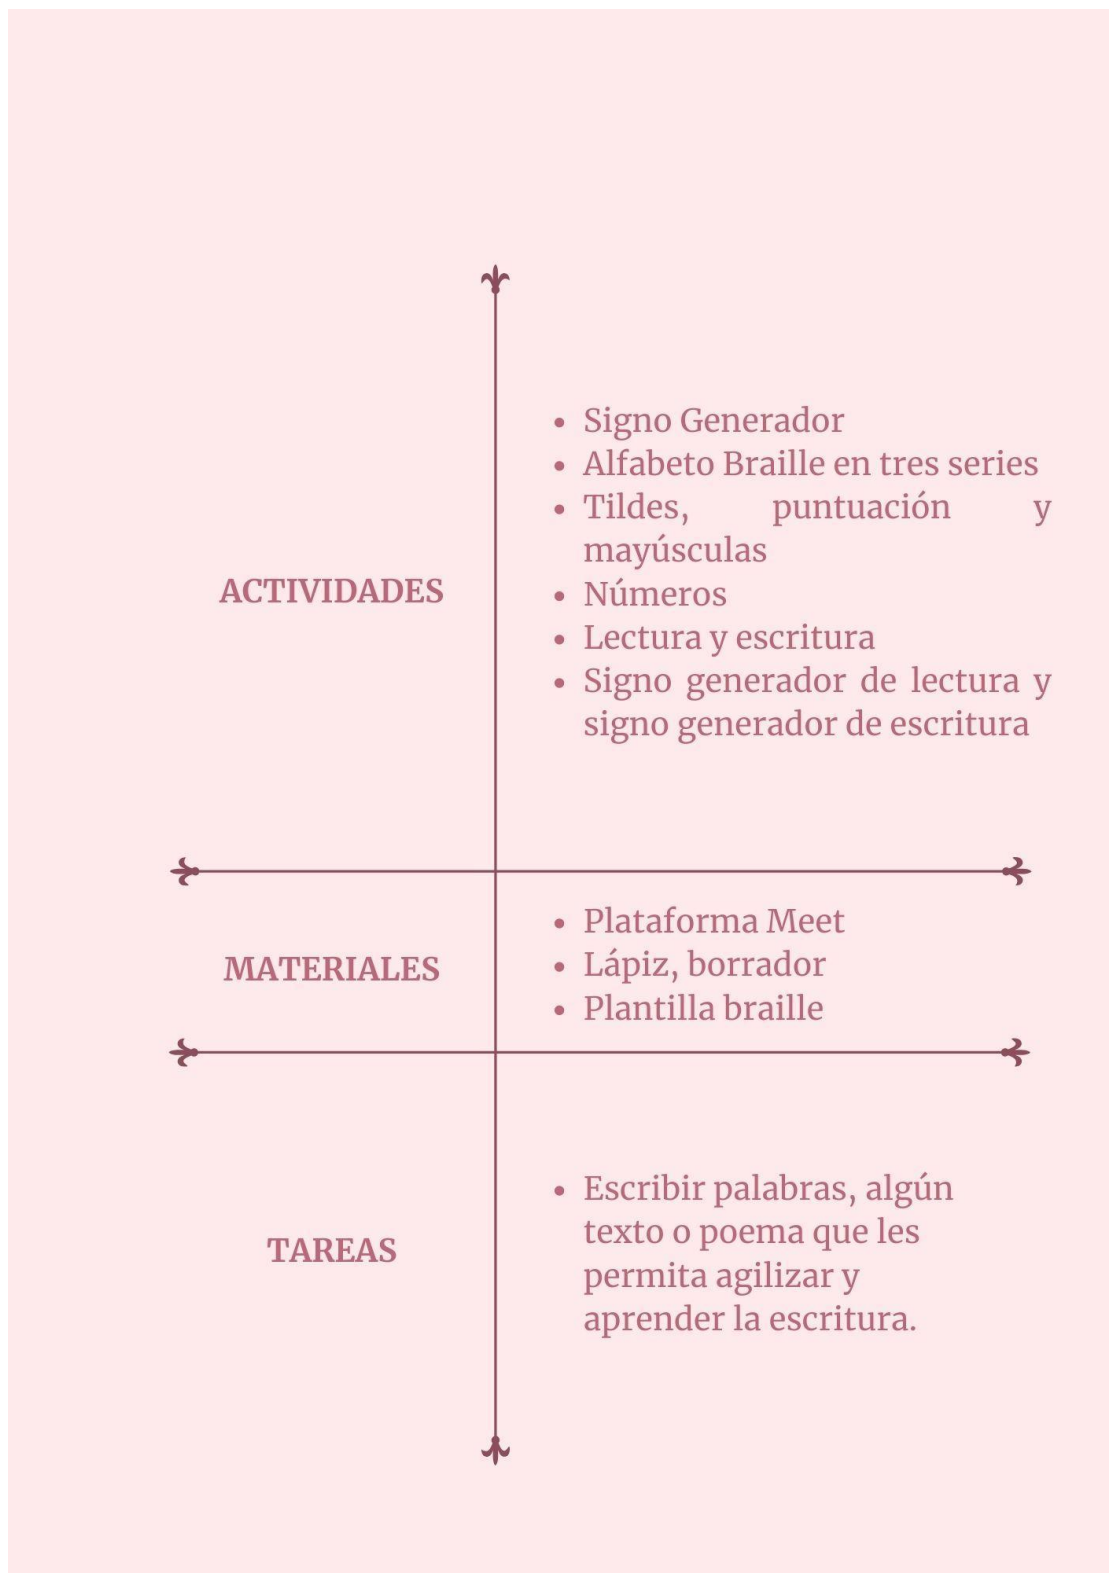 ACTIVIDADES
• Signo Generador
• Alfabeto Braille en tres series
• Tildes, puntuación y
mayúsculas
• Números
• Lectura y escritura
• Signo generador de lectura y
signo generador de escritura
MATERIALES
• Plataforma Meet
• Lápiz, borrador
• Plantilla braille
TAREAS
• Escribir palabras, algún
texto o poema que les
permita agilizar y
aprender la escritura.